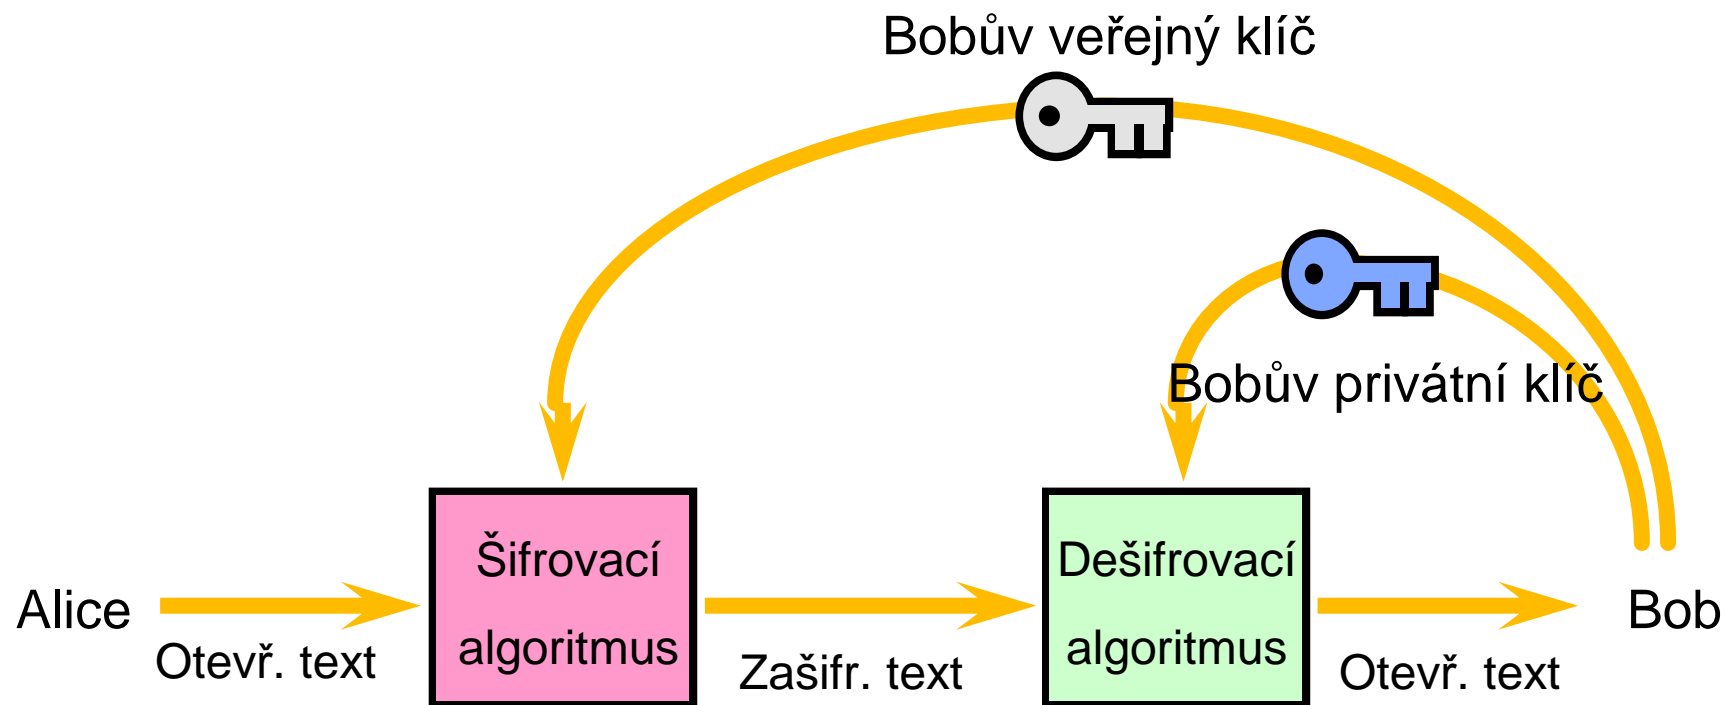 Bobův veřejný klíč
Bobův privátní klíč
Šifrovací
algoritmus
Dešifrovací
algoritmus
Alice
Otevř. text
Zašifr. text
Otevř. text
Bob